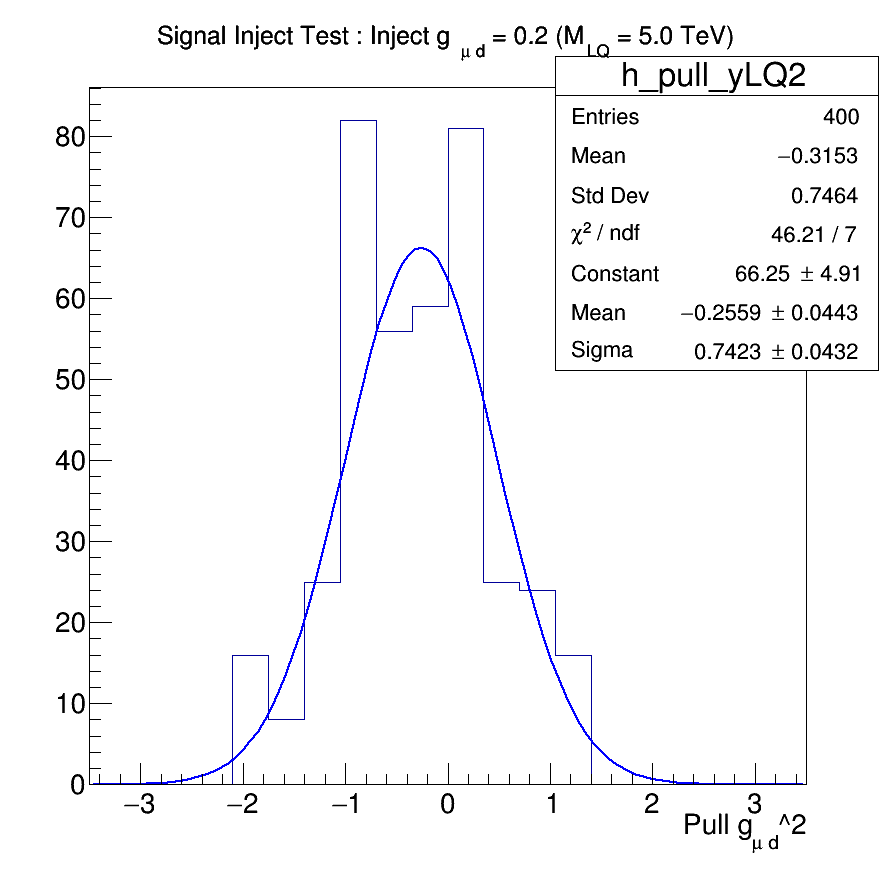 Signal Inject Test : Inject g μ d = 0.2 (M LQ = 5.0 TeV)
h_pull_yLQ2
Entries 400
Mean −0.3153
Std Dev 0.7464
χ² / ndf 46.21 / 7
Constant 66.25 ± 4.91
Mean −0.2559 ± 0.0443
Sigma 0.7423 ± 0.0432
80
70
60
50
40
30
20
10
0
−3 −2 −1 0 1 2 3
Pull g μ d ^2